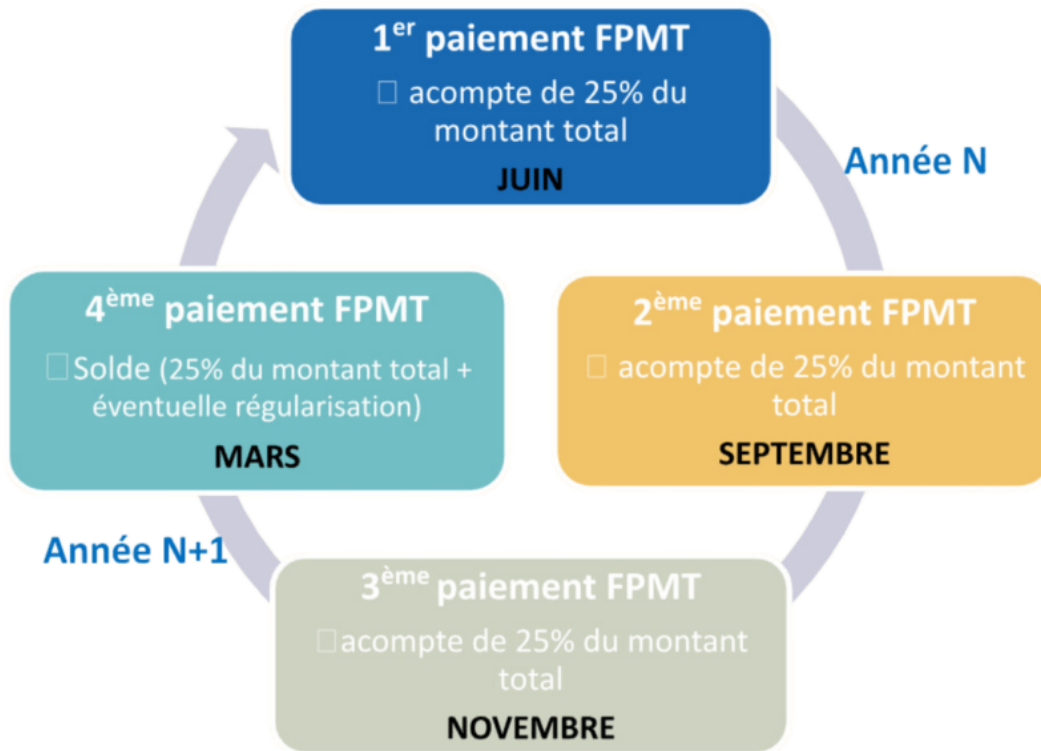 1er paiement FPMT
□ acompte de 25% du
montant total
JUIN
Année N
2ème paiement FPMT
□ acompte de 25% du montant
total
SEPTEMBRE
3ème paiement FPMT
□acompte de 25% du montant
total
NOVEMBRE
Année N+1
4ème paiement FPMT
□Solde (25% du montant total +
éventuelle régularisation)
MARS